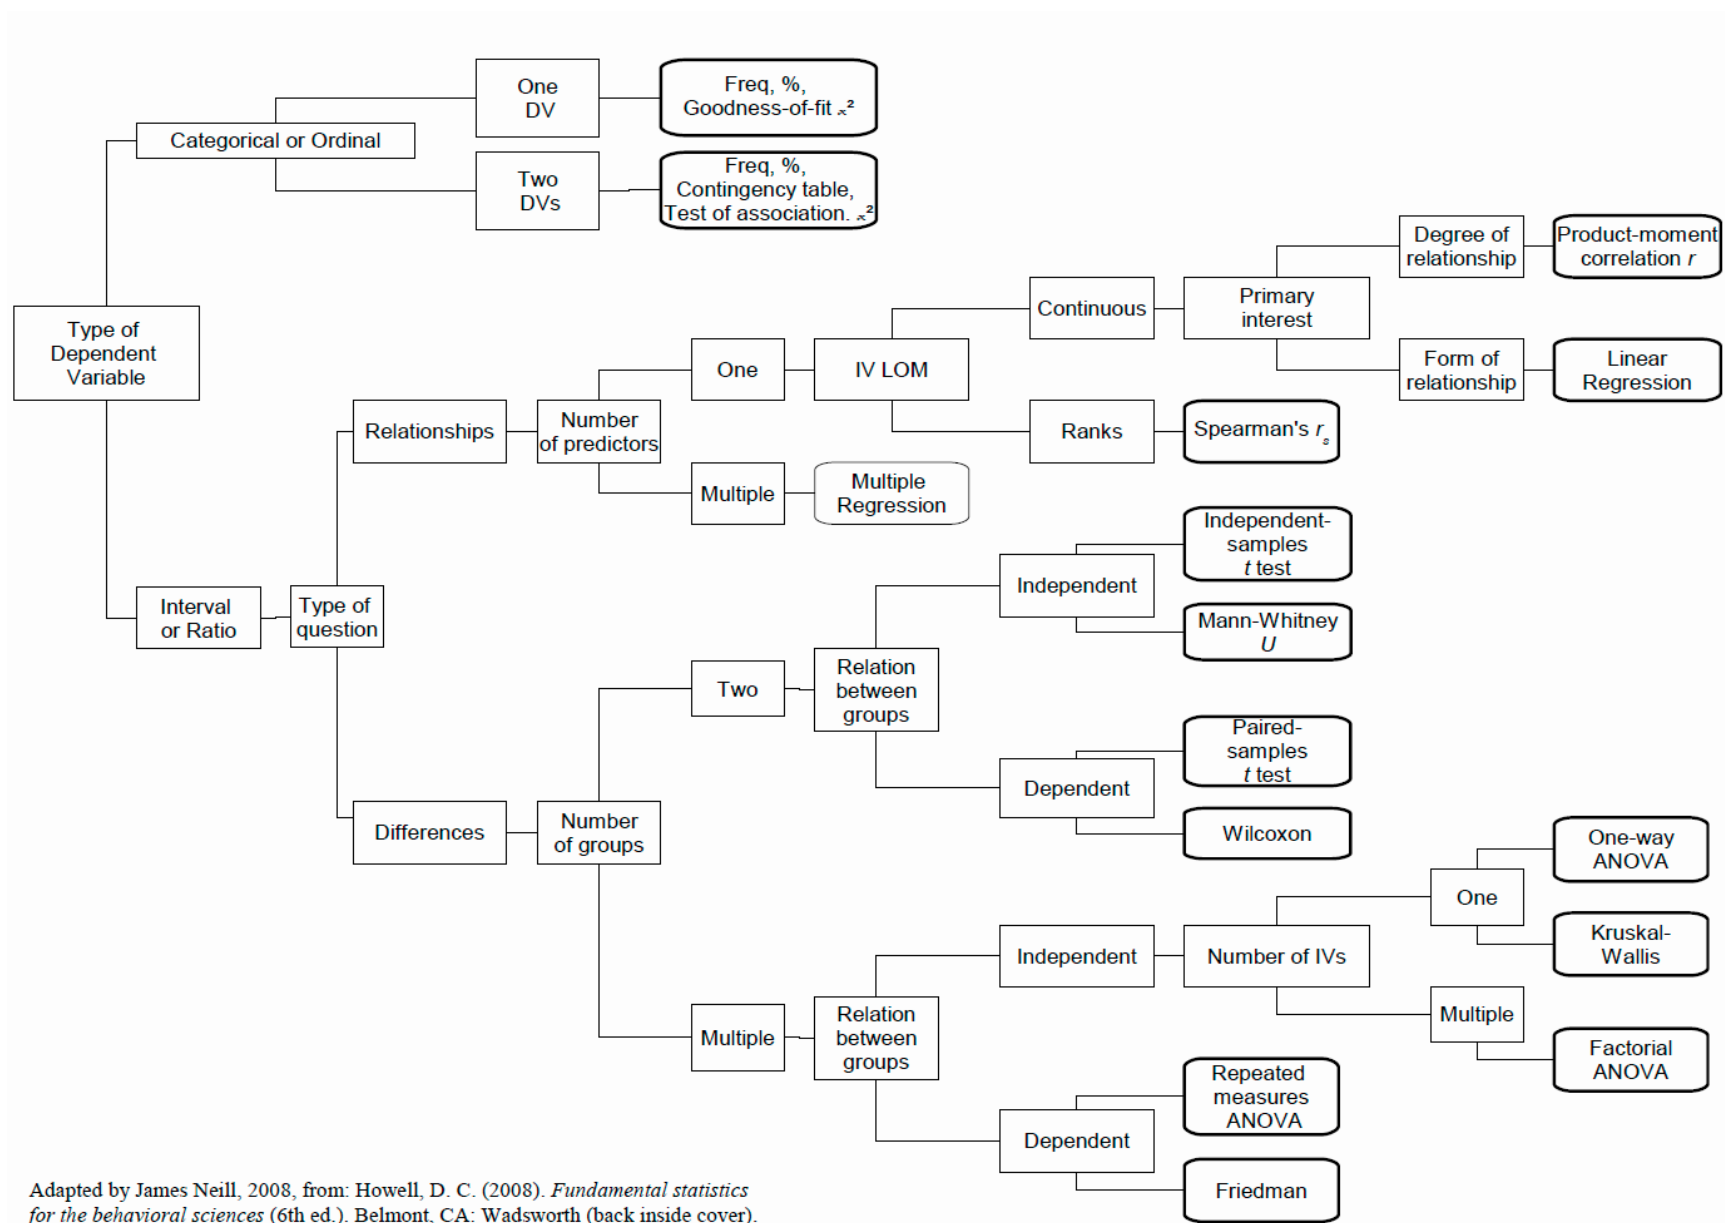 One
DV
Freq, %,
Goodness-of-fit ϰ²
Categorical or Ordinal
Two
DVs
Freq, %,
Contingency table,
Test of association. ϰ²
Type of
Dependent
Variable
Interval
or Ratio
Type of
question
Relationships
Number
of predictors
One
IV LOM
Continuous
Primary
interest
Degree of
relationship
Product-moment
correlation r
Form of
relationship
Linear
Regression
Ranks
Spearman's rs
Multiple
Multiple
Regression
Differences
Number
of groups
Two
Relation
between
groups
Independent
Independent-
samples
t test
Mann-Whitney
U
Dependent
Paired-
samples
t test
Wilcoxon
Multiple
Relation
between
groups
Independent
Number of IVs
One
One-way
ANOVA
Kruskal-
Wallis
Multiple
Factorial
ANOVA
Dependent
Repeated
measures
ANOVA
Friedman
Adapted by James Neill, 2008, from: Howell, D. C. (2008). Fundamental statistics
for the behavioral sciences (6th ed.). Belmont, CA: Wadsworth (back inside cover).